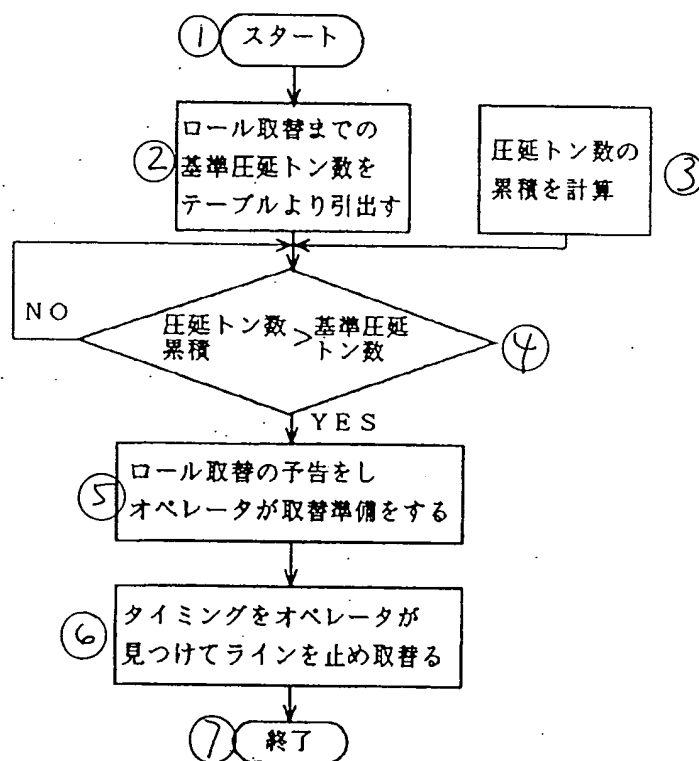 ① スタート
② ロール取替までの
基準圧延トン数を
テーブルより引出す
圧延トン数の
累積を計算 ③
NO
圧延トン数 > 基準圧延
累積 トン数
④
YES
⑤ ロール取替の予告をし
オペレータが取替準備をする
⑥ タイミングをオペレータが
見つけてラインを止め取替る
⑦ 終了